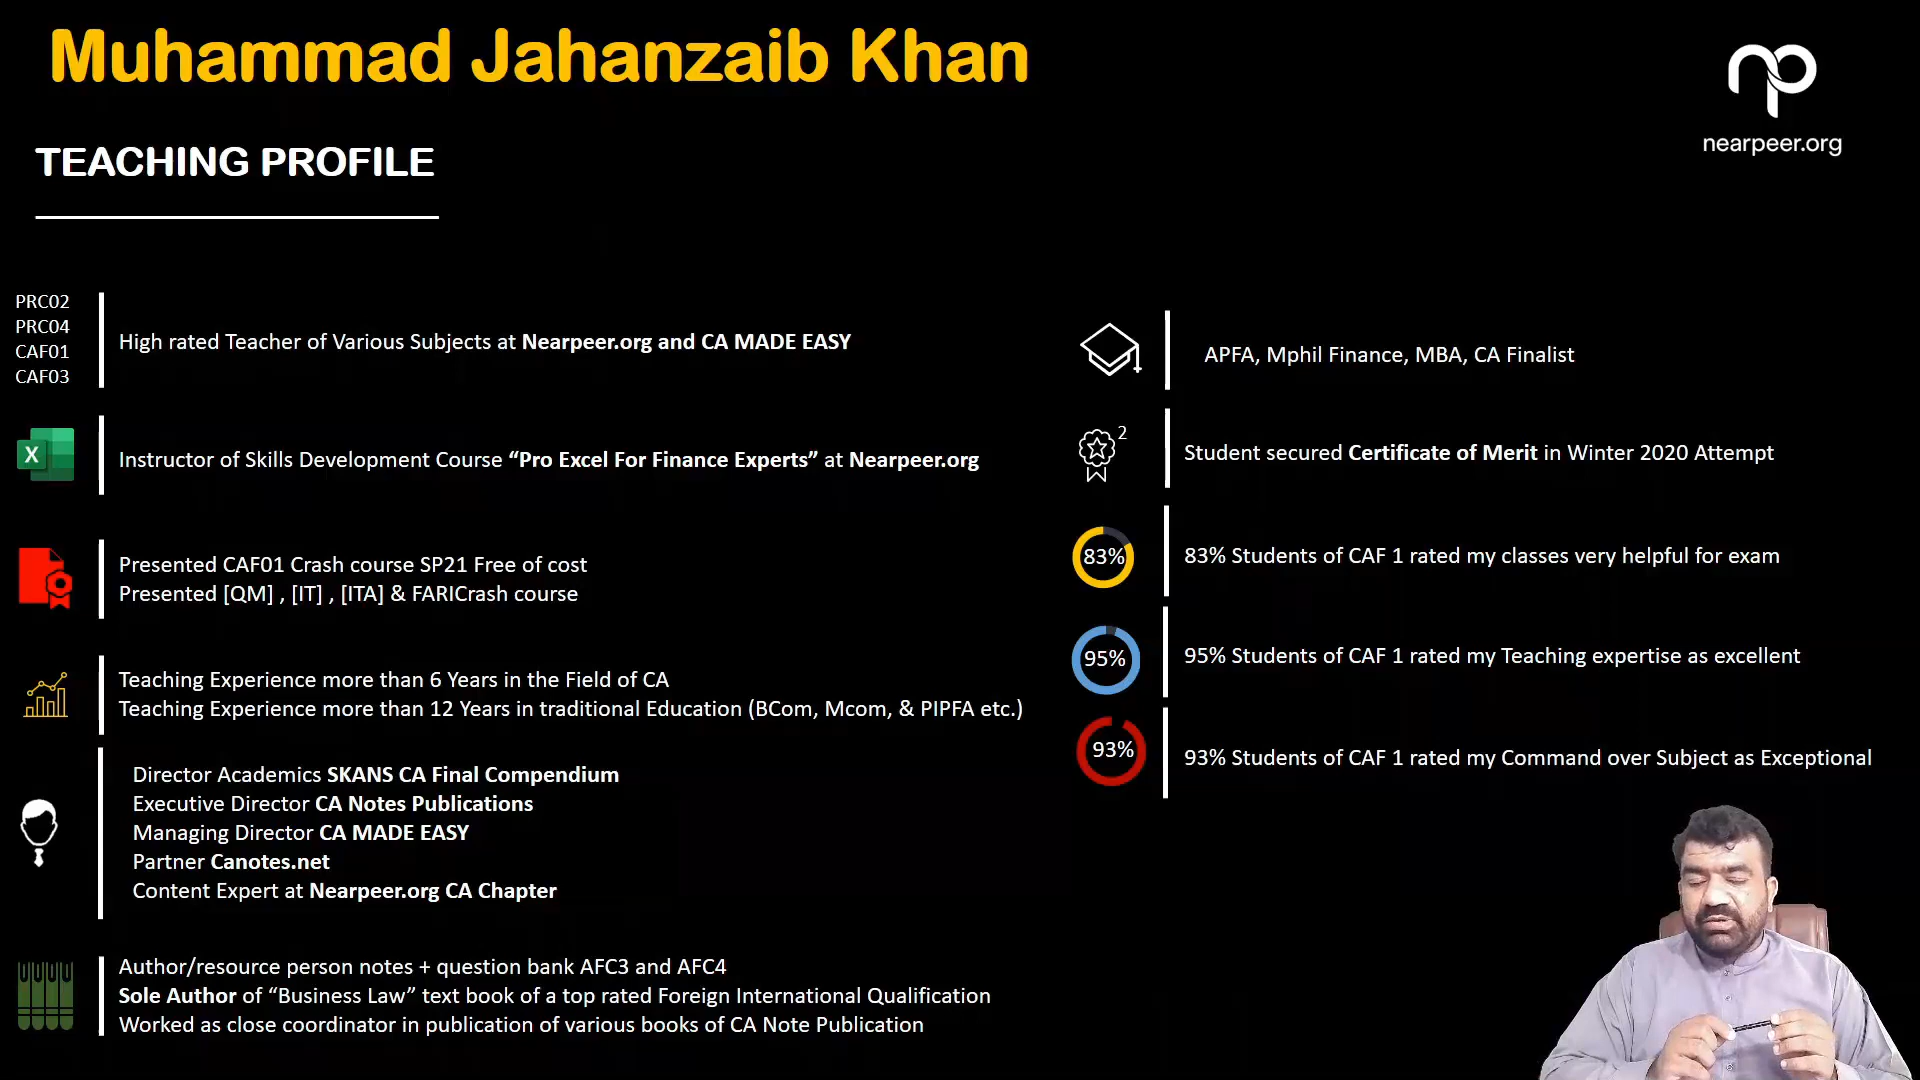 Muhammad Jahanzaib Khan
nearpeer.org
TEACHING PROFILE
PRC02
PRC04
CAF01
CAF03
High rated Teacher of Various Subjects at Nearpeer.org and CA MADE EASY
Instructor of Skills Development Course “Pro Excel For Finance Experts” at Nearpeer.org
Presented CAF01 Crash course SP21 Free of cost
Presented [QM] , [IT] , [ITA] & FARICrash course
Teaching Experience more than 6 Years in the Field of CA
Teaching Experience more than 12 Years in traditional Education (BCom, Mcom, & PIPFA etc.)
Director Academics SKANS CA Final Compendium
Executive Director CA Notes Publications
Managing Director CA MADE EASY
Partner Canotes.net
Content Expert at Nearpeer.org CA Chapter
Author/resource person notes + question bank AFC3 and AFC4
Sole Author of “Business Law” text book of a top rated Foreign International Qualification
Worked as close coordinator in publication of various books of CA Note Publication
APFA, Mphil Finance, MBA, CA Finalist
2
Student secured Certificate of Merit in Winter 2020 Attempt
83%
83% Students of CAF 1 rated my classes very helpful for exam
95%
95% Students of CAF 1 rated my Teaching expertise as excellent
93%
93% Students of CAF 1 rated my Command over Subject as Exceptional